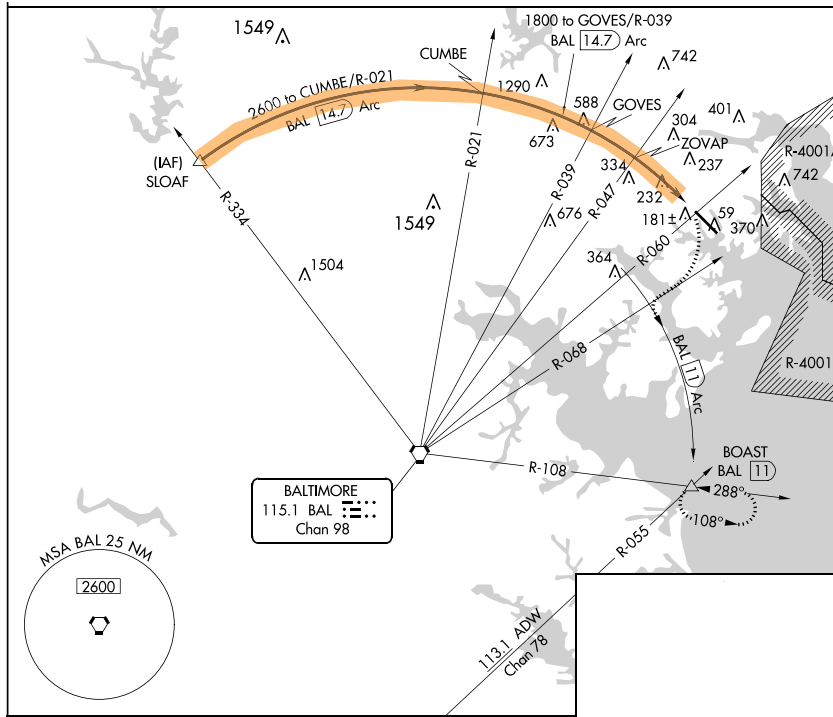 1549
1800 to GOVES/R-039
BAL 14.7 Arc
CUMBE
742
2600 to CUMBE/R-021
BAL 14.7 Arc
1290
588
GOVES
401
304
673
ZOVAP
R-4001A
(IAF)
SLOAF
R-021
334
237
742
R-334
R-039
R-047
232
1549
676
181±
59
370
R-060
1504
364
R-068
BAL 11 Arc
R-4001
BOAST
BAL 11
R-108
288°
108°
BALTIMORE
115.1 BAL
Chan 98
R-055
MSA BAL 25 NM
2600
113.1 ADW
Chan 78